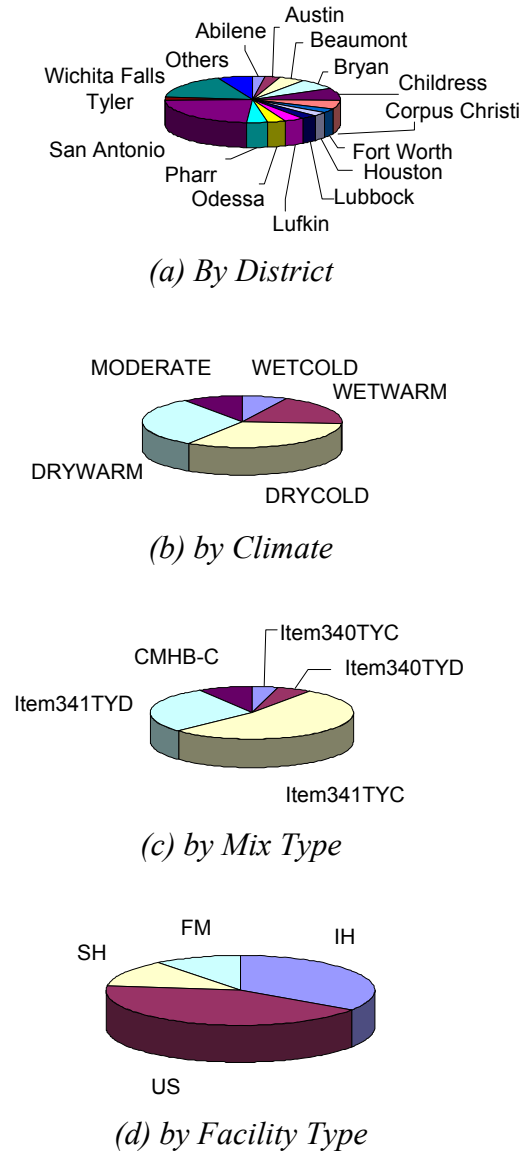 Austin
Abilene
Beaumont
Others
Bryan
Wichita Falls
Childress
Tyler
Corpus Christi
San Antonio
Fort Worth
Pharr
Houston
Odessa
Lubbock
Lufkin
(a) By District
MODERATE
WETCOLD
WETWARM
DRYWARM
DRYCOLD
(b) by Climate
Item340TYC
CMHB-C
Item340TYD
Item341TYD
Item341TYC
(c) by Mix Type
FM
IH
SH
US
(d) by Facility Type